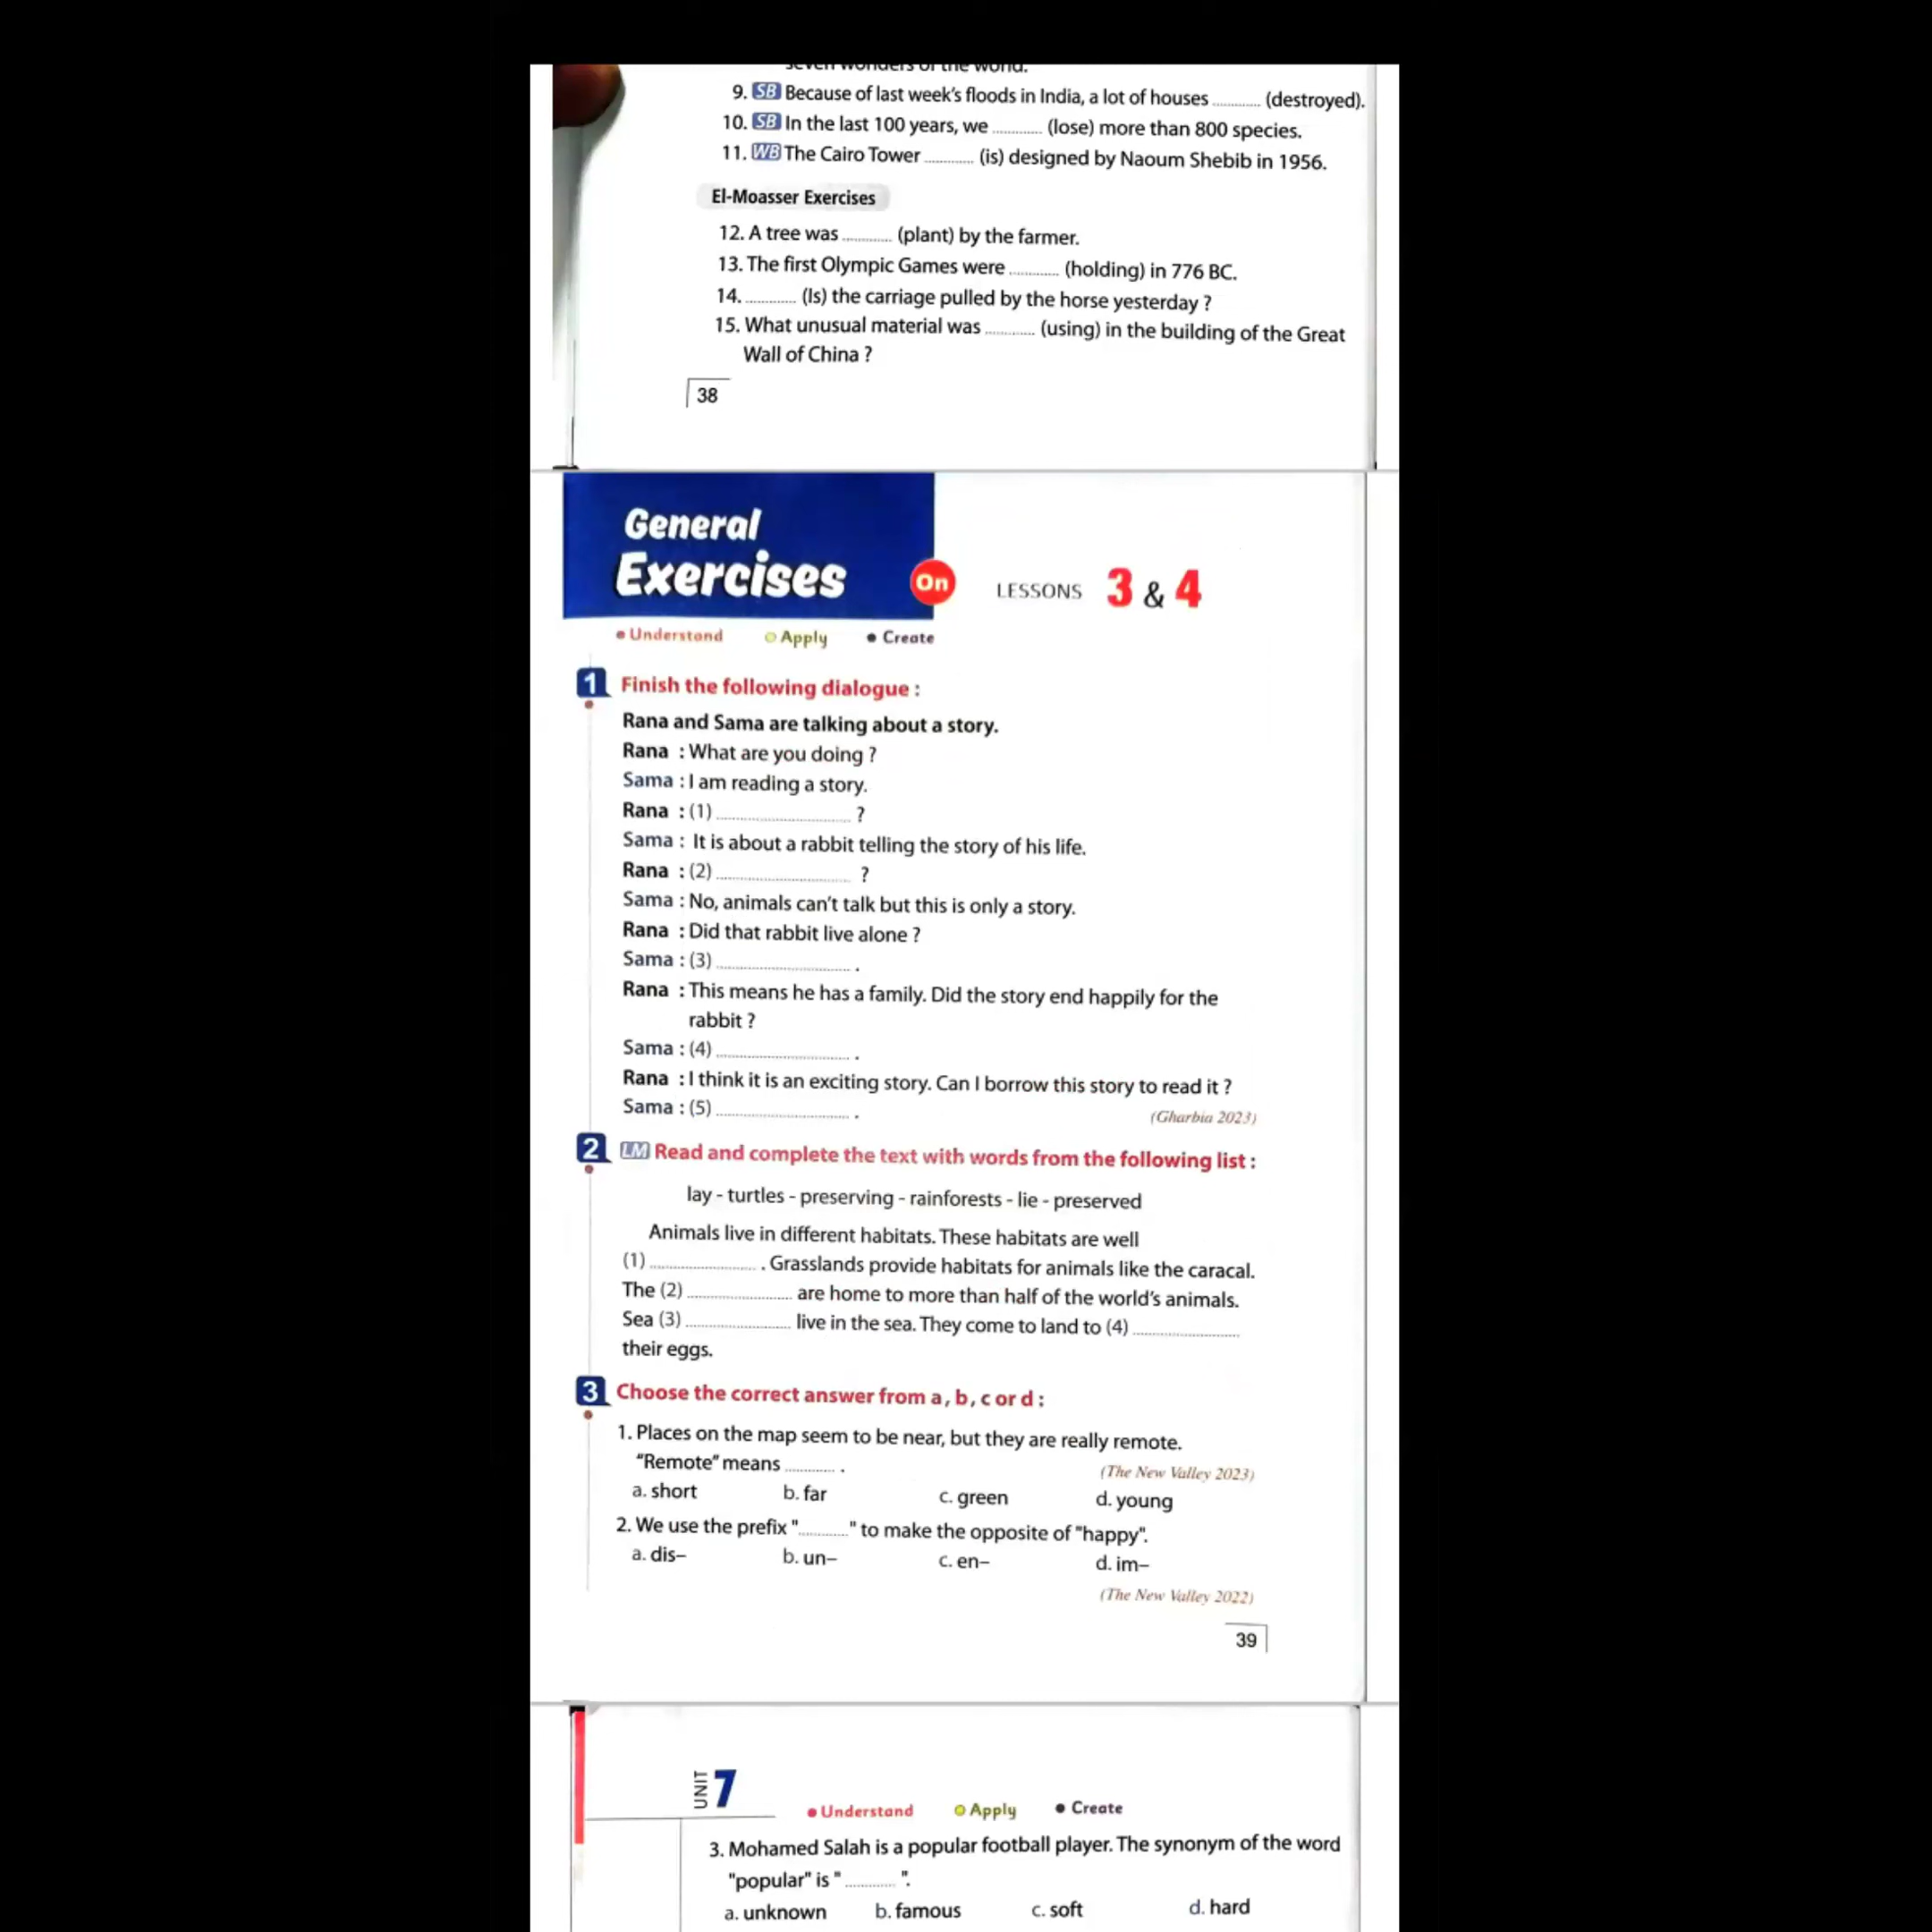 seven wonders of the world.
9. SB Because of last week's floods in India, a lot of houses ............ (destroyed).
10. SB In the last 100 years, we ............ (lose) more than 800 species.
11. WB The Cairo Tower ............ (is) designed by Naoum Shebib in 1956.
El-Moasser Exercises
12. A tree was ............ (plant) by the farmer.
13. The first Olympic Games were ............ (holding) in 776 BC.
14. ............ (Is) the carriage pulled by the horse yesterday ?
15. What unusual material was ............ (using) in the building of the Great
Wall of China ?
38
General
Exercises On LESSONS 3 & 4
Understand Apply Create
1 Finish the following dialogue :
Rana and Sama are talking about a story.
Rana : What are you doing ?
Sama : I am reading a story.
Rana : (1) ............ ?
Sama : It is about a rabbit telling the story of his life.
Rana : (2) ............ ?
Sama : No, animals can't talk but this is only a story.
Rana : Did that rabbit live alone ?
Sama : (3) ............ .
Rana : This means he has a family. Did the story end happily for the
rabbit ?
Sama : (4) ............ .
Rana : I think it is an exciting story. Can I borrow this story to read it ?
Sama : (5) ............ . (Gharbia 2023)
2 LM Read and complete the text with words from the following list :
lay - turtles - preserving - rainforests - lie - preserved
Animals live in different habitats. These habitats are well
(1) ............ . Grasslands provide habitats for animals like the caracal.
The (2) ............ are home to more than half of the world's animals.
Sea (3) ............ live in the sea. They come to land to (4) ............
their eggs.
3 Choose the correct answer from a, b, c or d :
1. Places on the map seem to be near, but they are really remote.
"Remote" means ............ . (The New Valley 2023)
a. short b. far c. green d. young
2. We use the prefix "............" to make the opposite of "happy".
a. dis– b. un– c. en– d. im–
(The New Valley 2022)
39
UNIT 7
Understand Apply Create
3. Mohamed Salah is a popular football player. The synonym of the word
"popular" is "............".
a. unknown b. famous c. soft d. hard